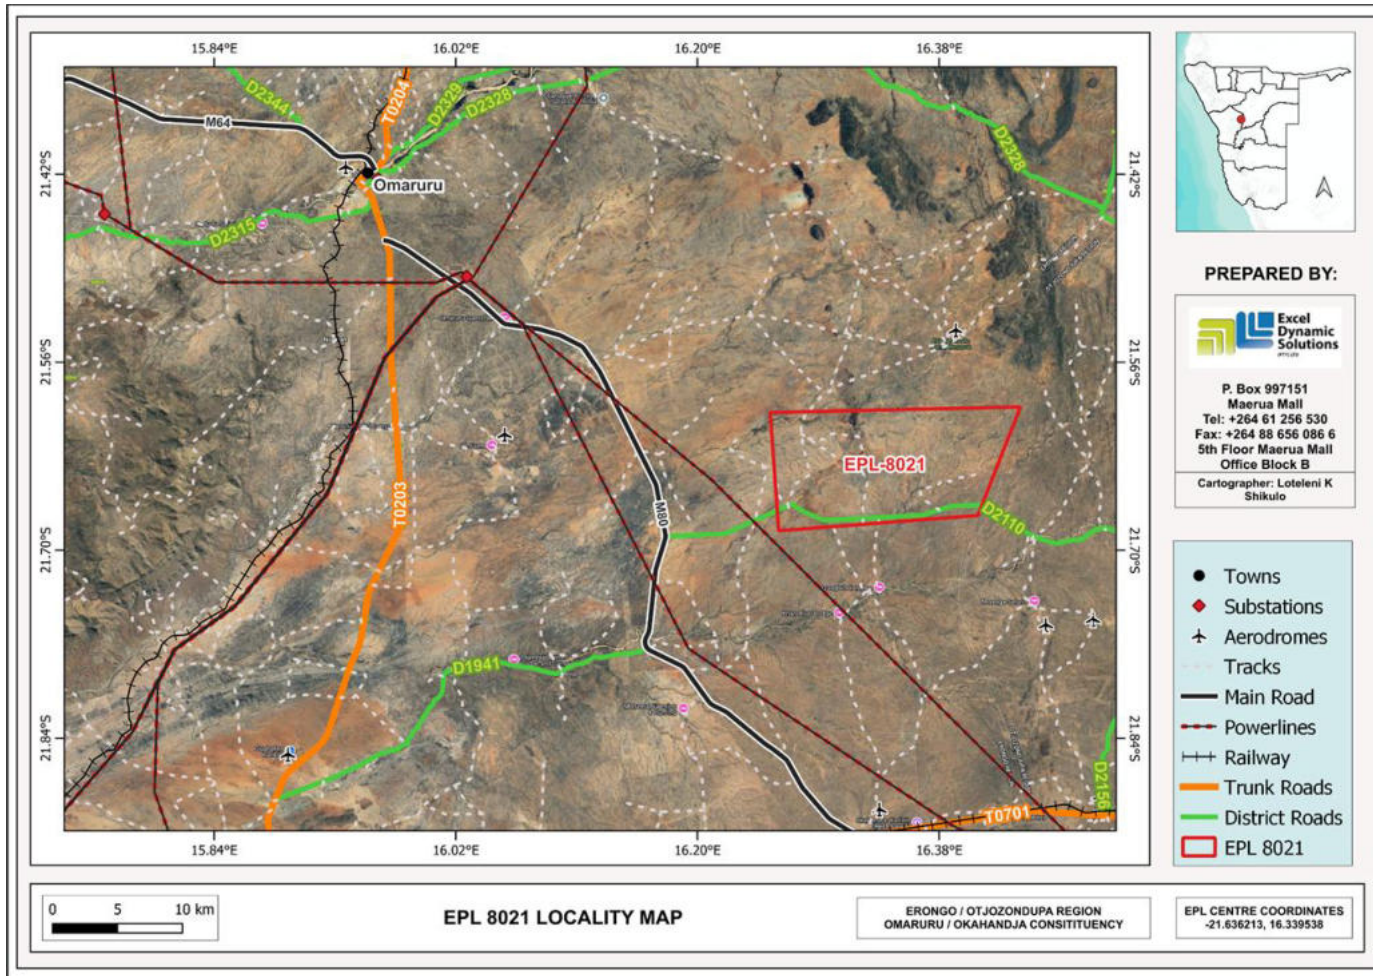 15.84°E
16.02°E
16.20°E
16.38°E
D2344
T0204
D2329
D2328
M64
D2328
21.42°S
21.42°S
Omaruru
D2315
21.56°S
21.56°S
EPL-8021
T0203
M80
D2110
21.70°S
21.70°S
D1941
21.84°S
21.84°S
D2156
T0701
15.84°E
16.02°E
16.20°E
16.38°E
PREPARED BY:
Excel
Dynamic
Solutions
P. Box 997151
Maerua Mall
Tel: +264 61 256 530
Fax: +264 88 656 086 6
5th Floor Maerua Mall
Office Block B
Cartographer: Loteleni K
Shikulo
Towns
Substations
Aerodromes
Tracks
Main Road
Powerlines
Railway
Trunk Roads
District Roads
EPL 8021
0 5 10 km
EPL 8021 LOCALITY MAP
ERONGO / OTJOZONDUPA REGION
OMARURU / OKAHANDJA CONSITITUENCY
EPL CENTRE COORDINATES
-21.636213, 16.339538